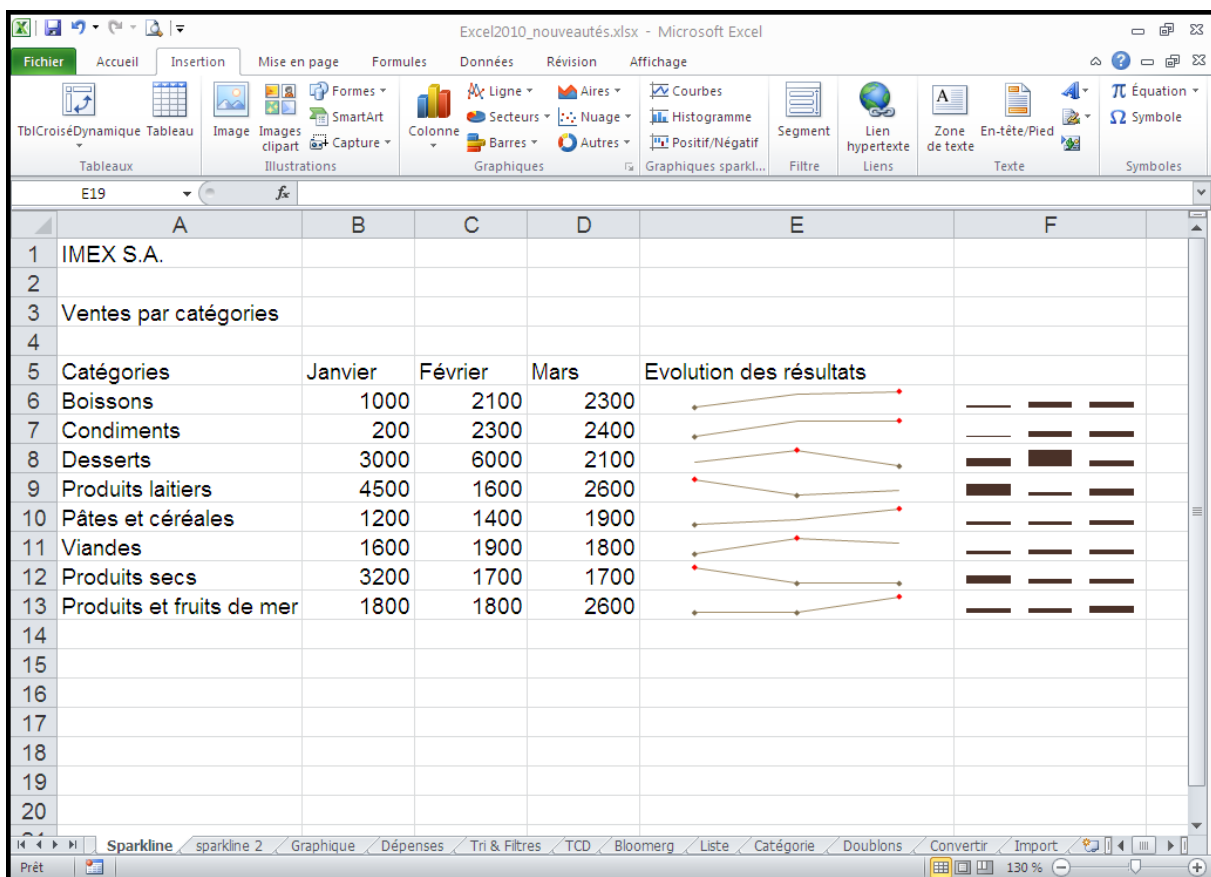 Excel2010_nouveautés.xlsx - Microsoft Excel
Fichier Accueil Insertion Mise en page Formules Données Révision Affichage
TblCroiséDynamique Tableau Image Images clipart Formes SmartArt Capture Colonne Ligne Secteurs Barres Aires Nuage Autres Courbes Histogramme Positif/Négatif Segment Lien hypertexte Zone de texte En-tête/Pied Équation Symbole
Tableaux Illustrations Graphiques Graphiques sparkl... Filtre Liens Texte Symboles
E19 fx
A B C D E F
1 IMEX S.A.
2
3 Ventes par catégories
4
5 Catégories Janvier Février Mars Evolution des résultats
6 Boissons 1000 2100 2300
7 Condiments 200 2300 2400
8 Desserts 3000 6000 2100
9 Produits laitiers 4500 1600 2600
10 Pâtes et céréales 1200 1400 1900
11 Viandes 1600 1900 1800
12 Produits secs 3200 1700 1700
13 Produits et fruits de mer 1800 1800 2600
14
15
16
17
18
19
20
Sparkline sparkline 2 Graphique Dépenses Tri & Filtres TCD Bloomerg Liste Catégorie Doublons Convertir Import
Prêt 130 %